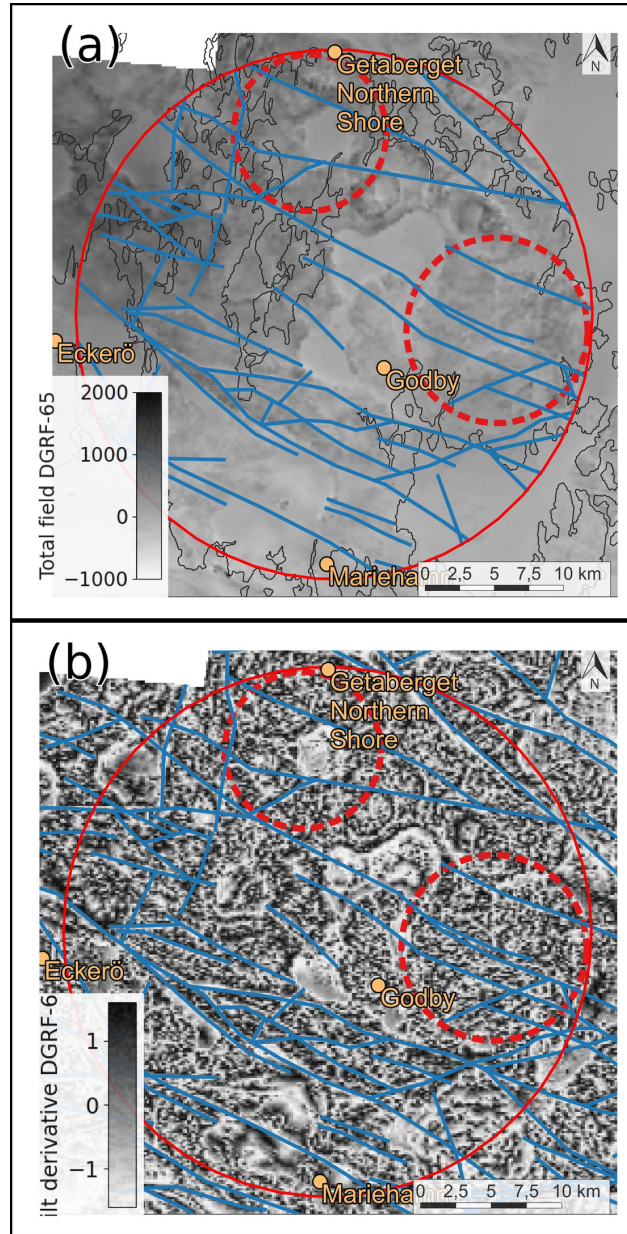 (a)
N
Getaberget
Northern
Shore
Eckerö
Godby
2000
1000
0
−1000
Total field DGRF-65
Marieha
0 2,5 5 7,5 10 km
(b)
N
Getaberget
Northern
Shore
Eckerö
Godby
1
0
−1
ilt derivative DGRF-6
Marieha
0 2,5 5 7,5 10 km